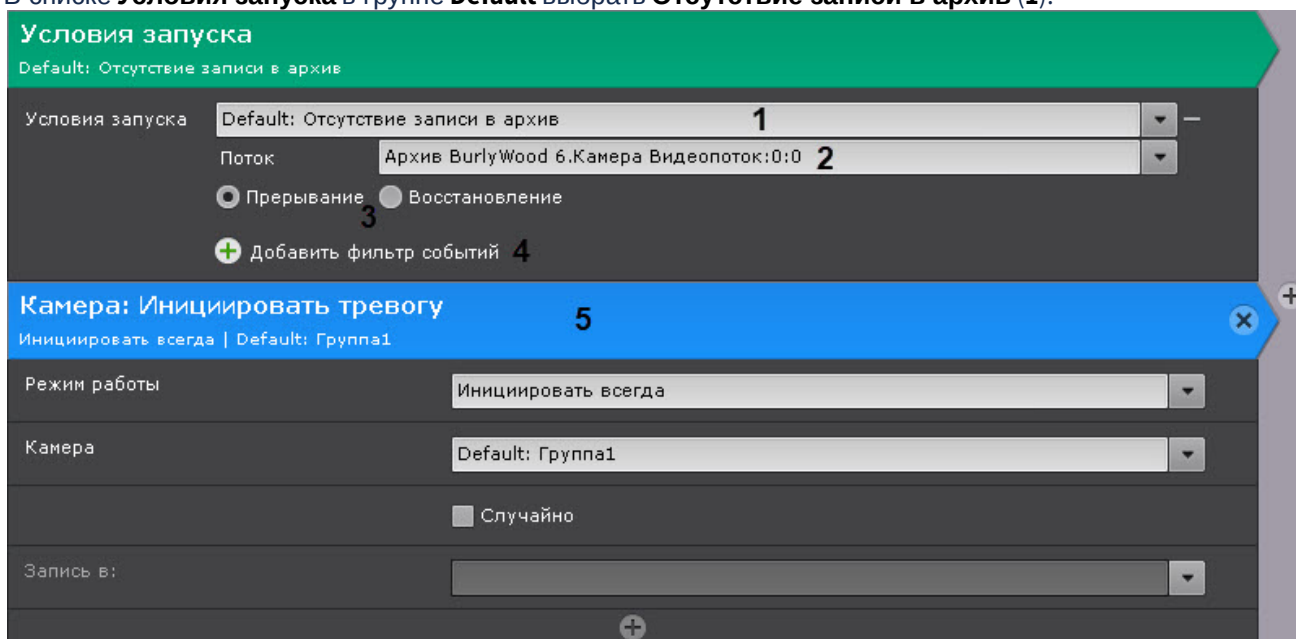 В списке Условия запуска в группе Default выбрать Отсутствие записи в архив (1).
Условия запуска
Default: Отсутствие записи в архив
Условия запуска Default: Отсутствие записи в архив 1
Поток Архив BurlyWood 6.Камера Видеопоток:0:0 2
Прерывание Восстановление
3
Добавить фильтр событий 4
Камера: Инициировать тревогу
5
Инициировать всегда | Default: Группа1
Режим работы Инициировать всегда
Камера Default: Группа1
Случайно
Запись в: